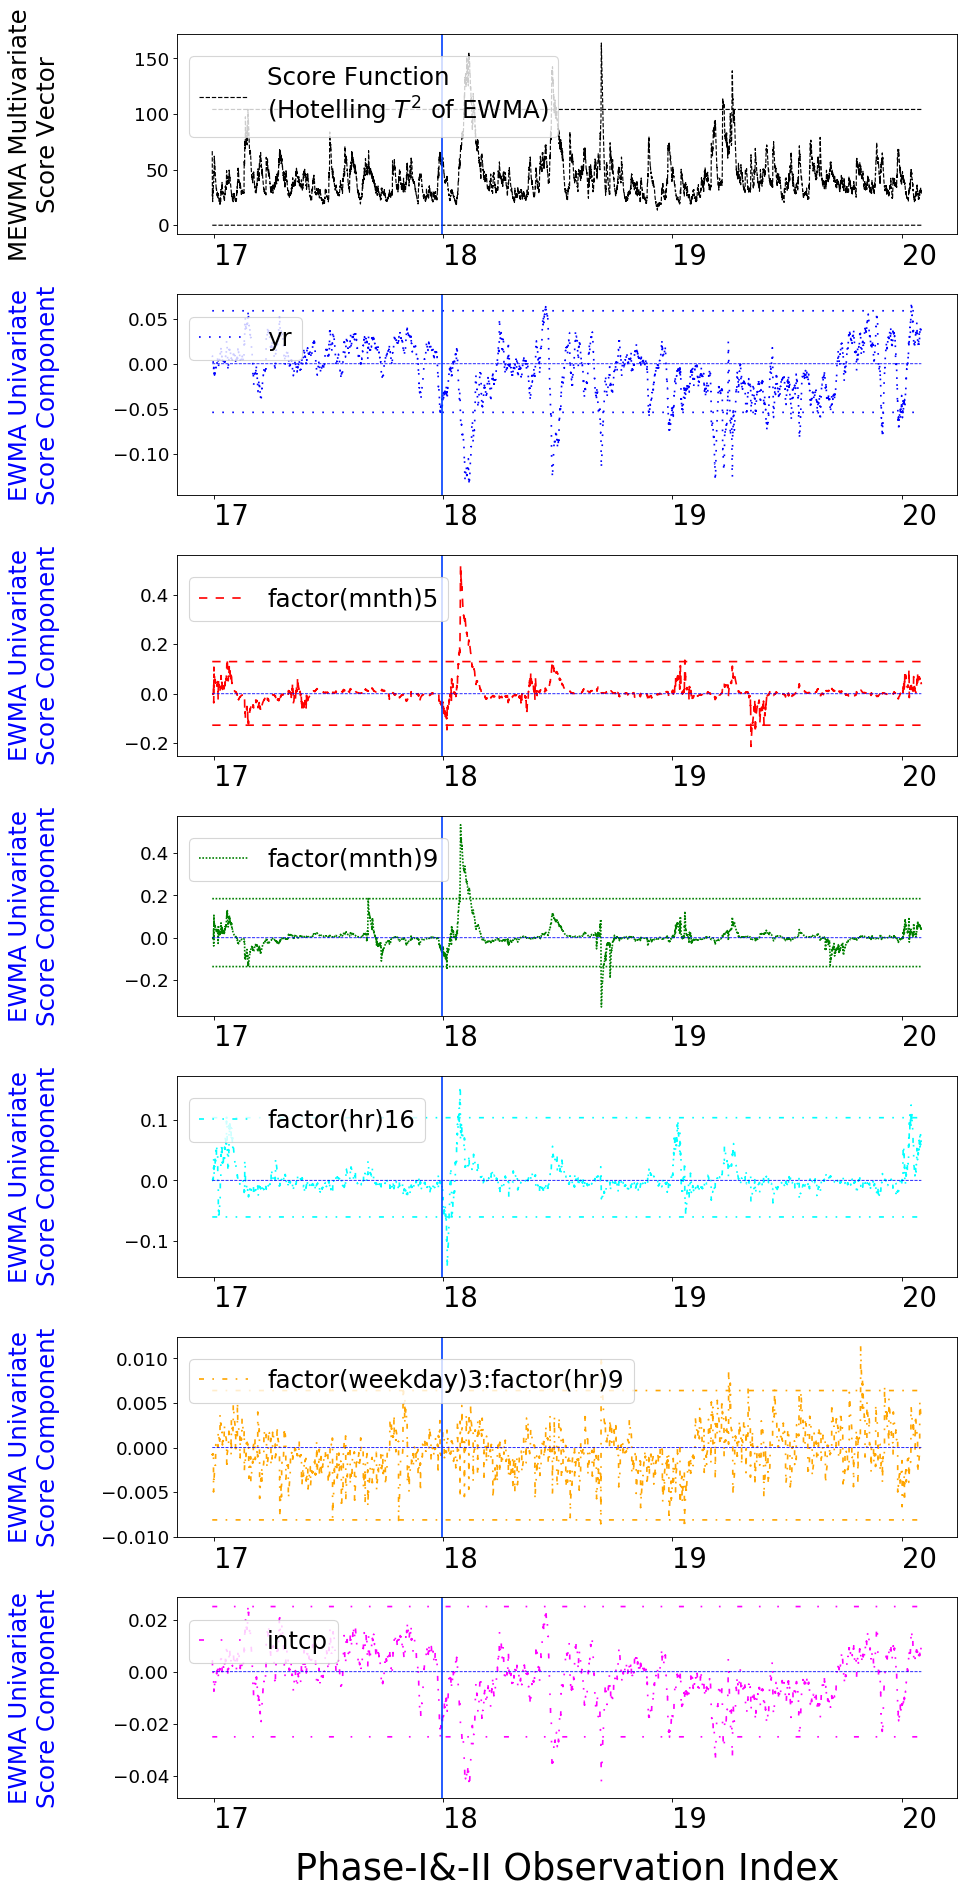 MEWMA Multivariate
Score Vector
150
100
50
0
Score Function
(Hotelling T² of EWMA)
17 18 19 20
EWMA Univariate
Score Component
0.05
0.00
−0.05
−0.10
yr
17 18 19 20
EWMA Univariate
Score Component
0.4
0.2
0.0
−0.2
factor(mnth)5
17 18 19 20
EWMA Univariate
Score Component
0.4
0.2
0.0
−0.2
factor(mnth)9
17 18 19 20
EWMA Univariate
Score Component
0.1
0.0
−0.1
factor(hr)16
17 18 19 20
EWMA Univariate
Score Component
0.010
0.005
0.000
−0.005
−0.010
factor(weekday)3:factor(hr)9
17 18 19 20
EWMA Univariate
Score Component
0.02
0.00
−0.02
−0.04
intcp
17 18 19 20
Phase-I&-II Observation Index